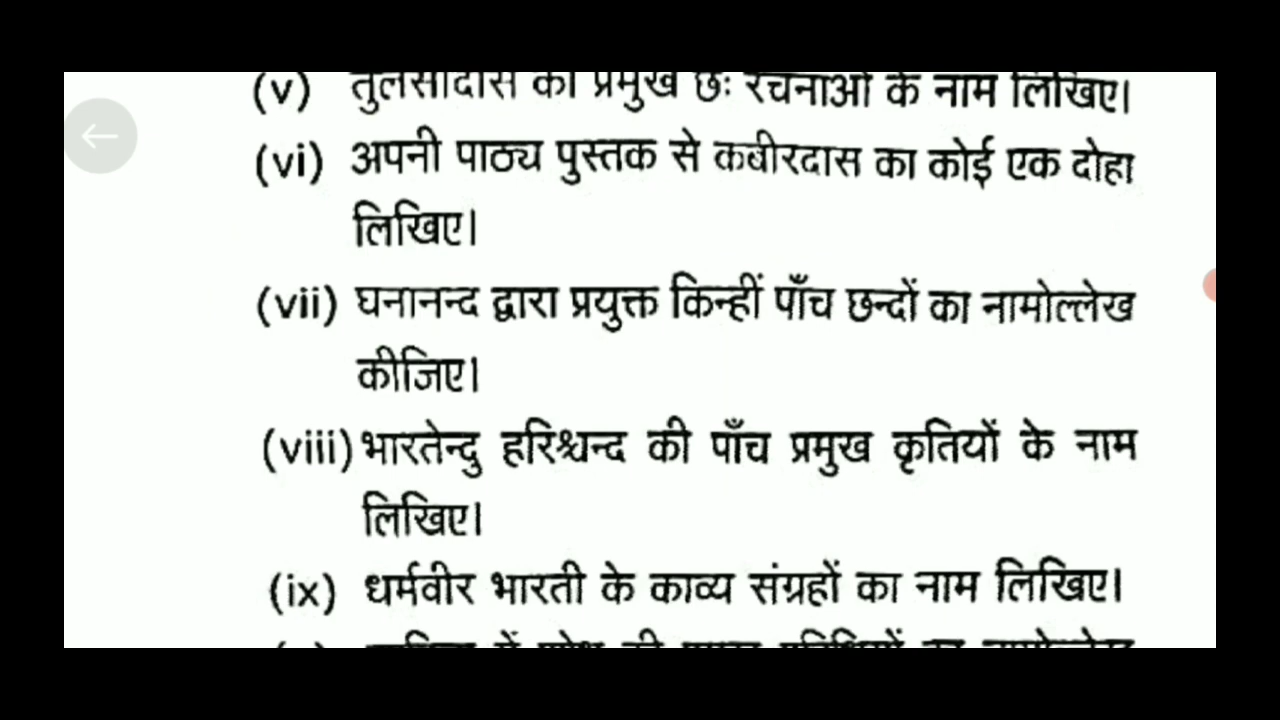 (v) तुलसीदास की प्रमुख छः रचनाओं के नाम लिखिए।
(vi) अपनी पाठ्य पुस्तक से कबीरदास का कोई एक दोहा
लिखिए।
(vii) घनानन्द द्वारा प्रयुक्त किन्हीं पाँच छन्दों का नामोल्लेख
कीजिए।
(viii) भारतेन्दु हरिश्चन्द की पाँच प्रमुख कृतियों के नाम
लिखिए।
(ix) धर्मवीर भारती के काव्य संग्रहों का नाम लिखिए।